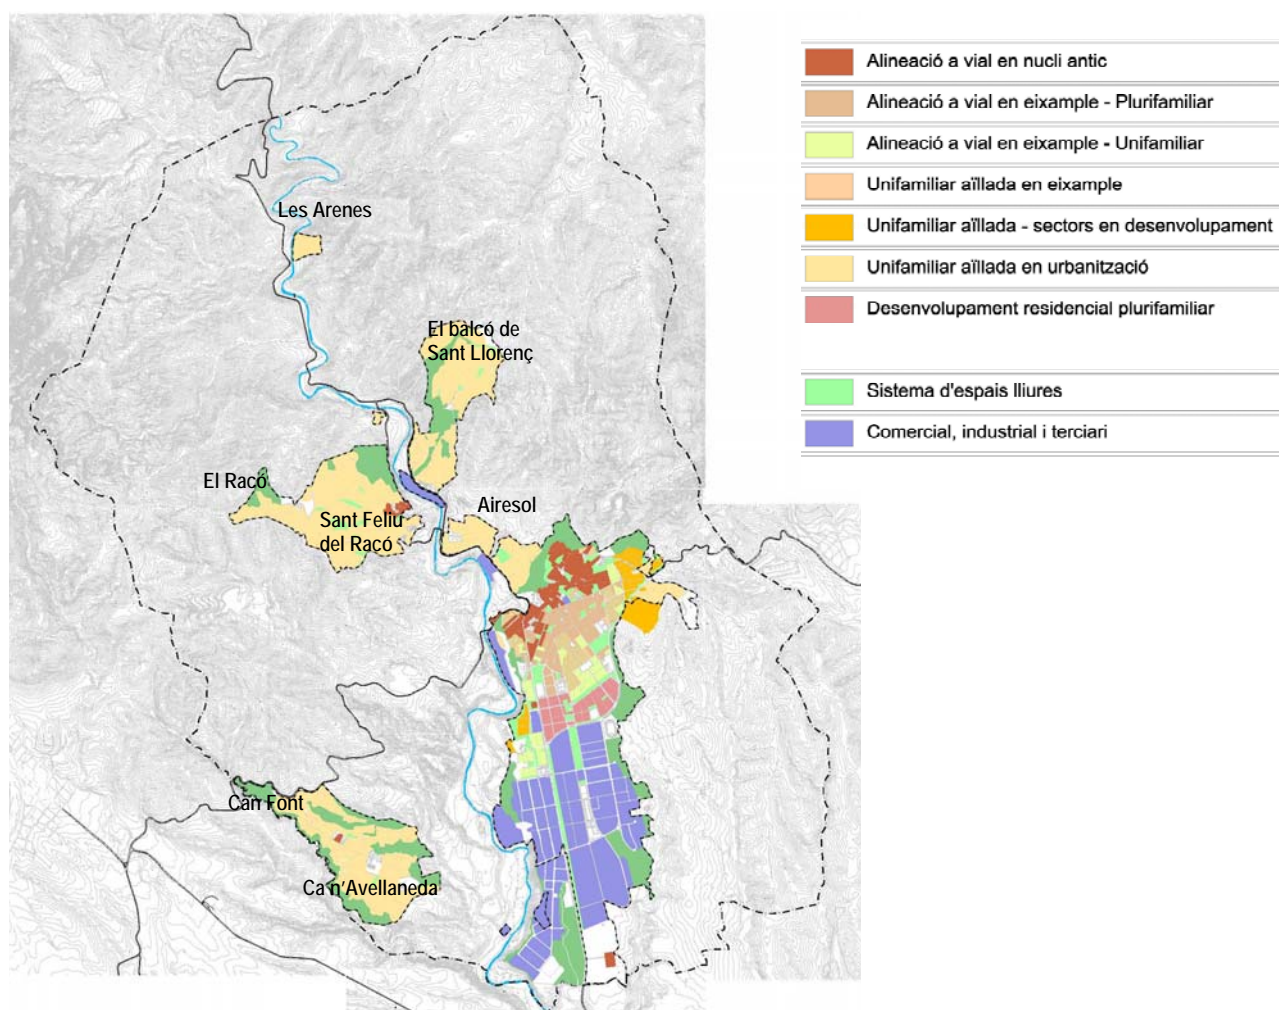 Alineació a vial en nucli antic
Alineació a vial en eixample - Plurifamiliar
Alineació a vial en eixample - Unifamiliar
Unifamiliar aïllada en eixample
Unifamiliar aïllada - sectors en desenvolupament
Unifamiliar aïllada en urbanització
Desenvolupament residencial plurifamiliar
Sistema d'espais lliures
Comercial, industrial i terciari
Les Arenes
El balcó de
Sant Llorenç
El Racó
Airesol
Sant Feliu
del Racó
Can Font
Ca n'Avellaneda